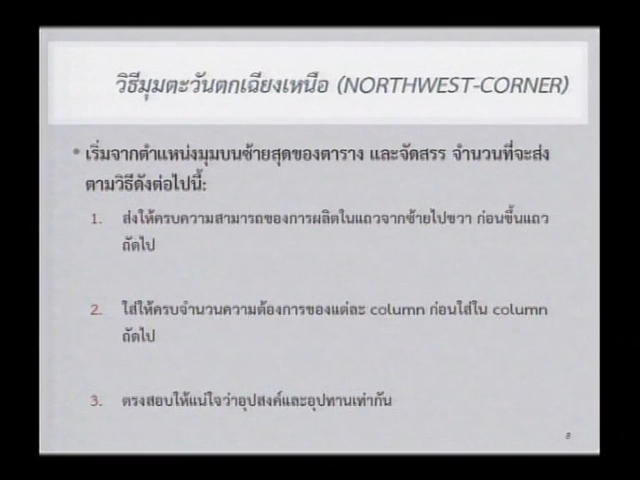 วิธีมุมตะวันตกเฉียงเหนือ (NORTHWEST-CORNER)
• เริ่มจากตำแหน่งมุมบนซ้ายสุดของตาราง และจัดสรร จำนวนที่จะส่ง
ตามวิธีดังต่อไปนี้:
1. ส่งให้ครบความสามารถของการผลิตในแถวจากซ้ายไปขวา ก่อนขึ้นแถว
ถัดไป
2. ใส่ให้ครบจำนวนความต้องการของแต่ละ column ก่อนใส่ใน column
ถัดไป
3. ตรงสอบให้แน่ใจว่าอุปสงค์และอุปทานเท่ากัน
8